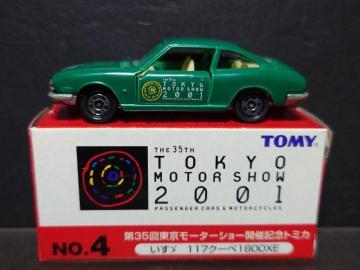 The 35th
TOKYO
MOTOR SHOW
2001
THE 35TH
TOMY
TOKYO
MOTOR SHOW
2001
PASSENGER CARS & MOTORCYCLES
NO.4
第35回東京モーターショー開催記念トミカ
いすゞ 117クーペ1800XE